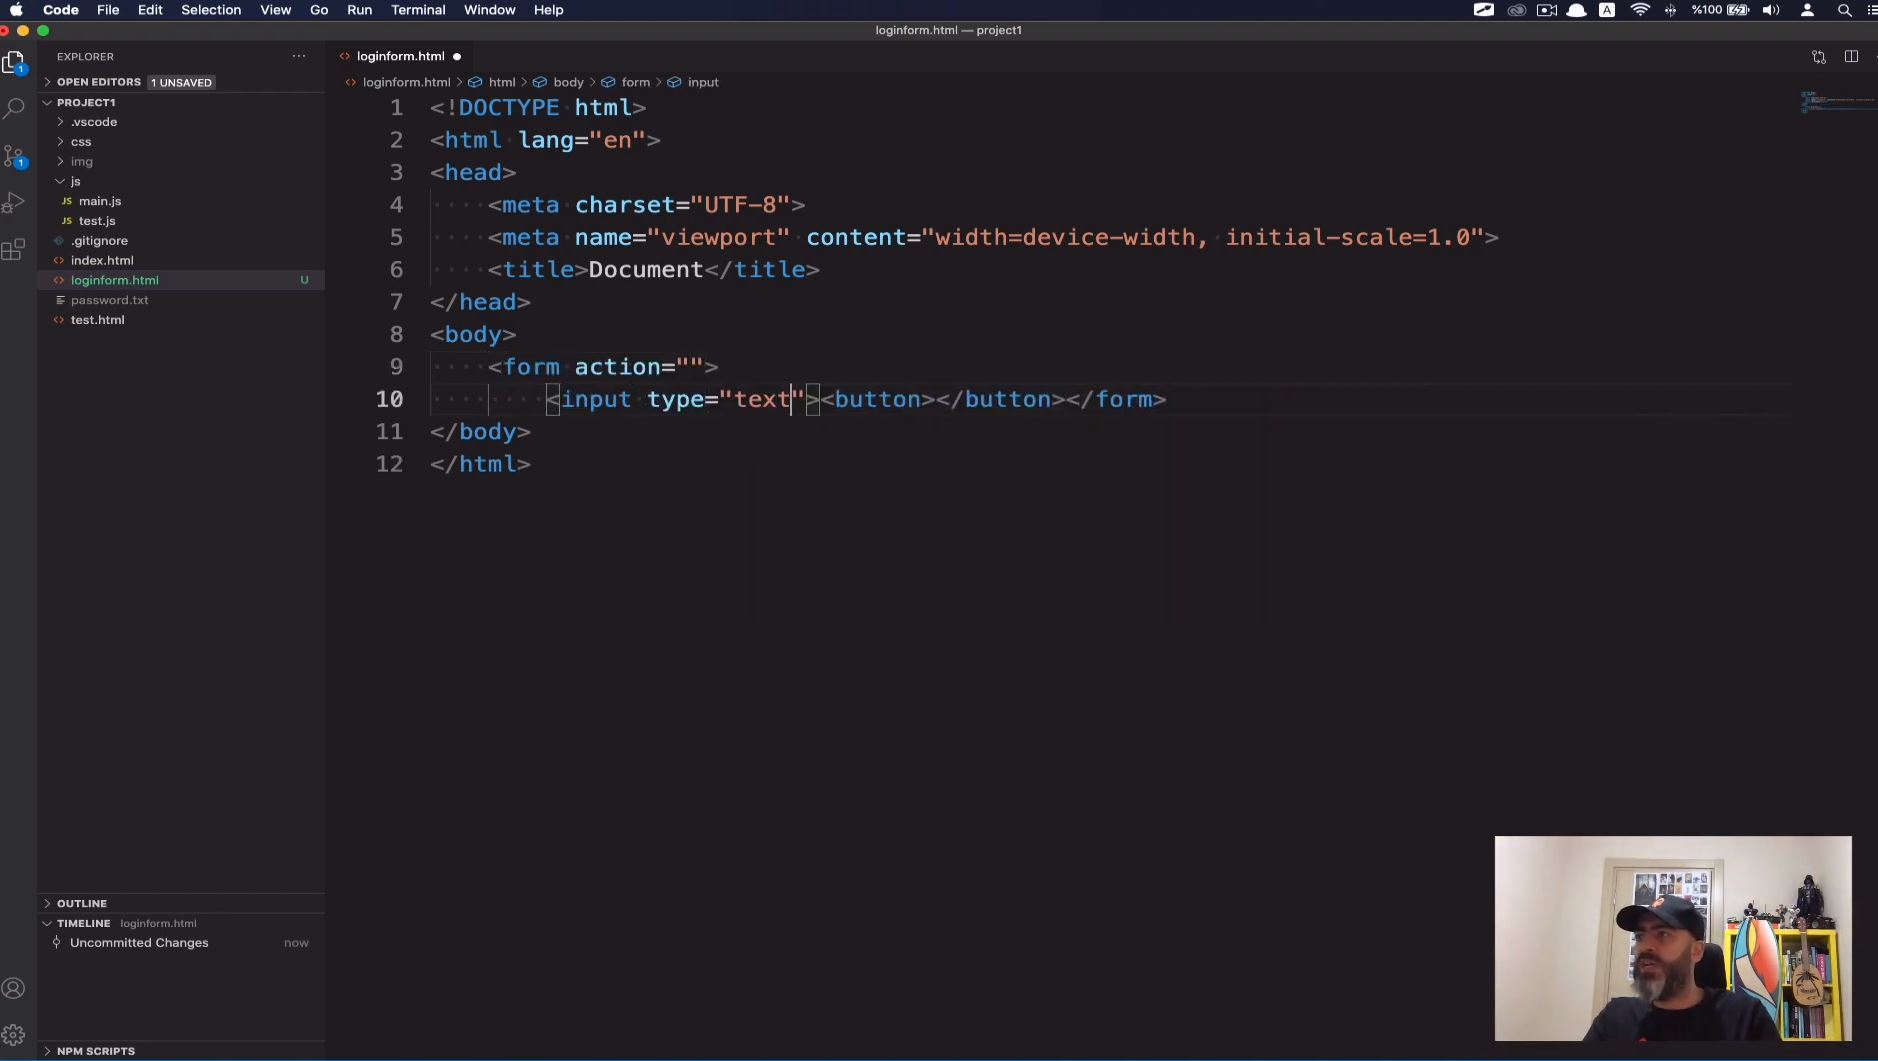 Code File Edit Selection View Go Run Terminal Window Help
A %100
loginform.html — project1
EXPLORER ···
loginform.html
OPEN EDITORS 1 UNSAVED
loginform.html > html > body > form > input
PROJECT1
.vscode
css
img
js
JS main.js
JS test.js
.gitignore
index.html
loginform.html U
password.txt
test.html
1 <!DOCTYPE html>
2 <html lang="en">
3 <head>
4 <meta charset="UTF-8">
5 <meta name="viewport" content="width=device-width, initial-scale=1.0">
6 <title>Document</title>
7 </head>
8 <body>
9 <form action="">
10 <input type="text"><button></button></form>
11 </body>
12 </html>
1
1
OUTLINE
TIMELINE loginform.html
Uncommitted Changes now
NPM SCRIPTS